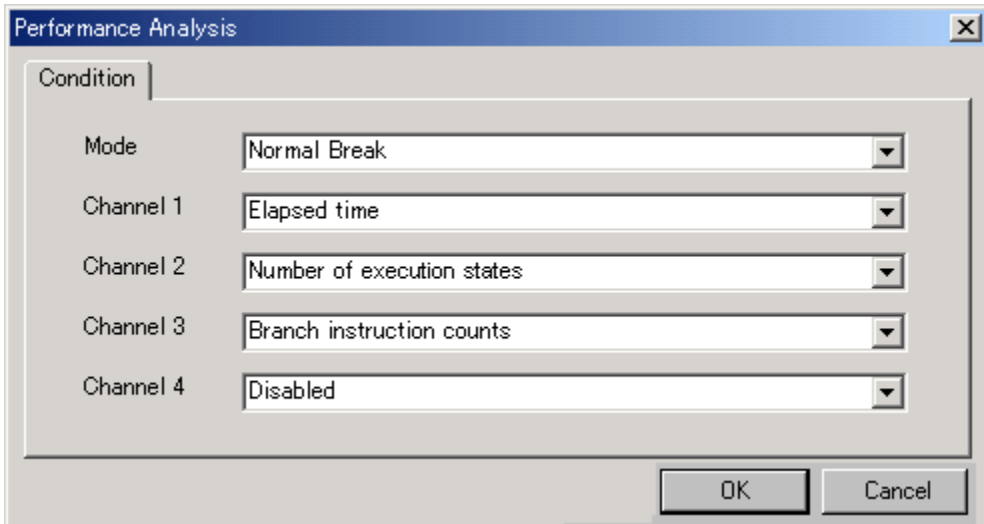 Performance Analysis
Condition
Mode
Normal Break
Channel 1
Elapsed time
Channel 2
Number of execution states
Channel 3
Branch instruction counts
Channel 4
Disabled
OK
Cancel